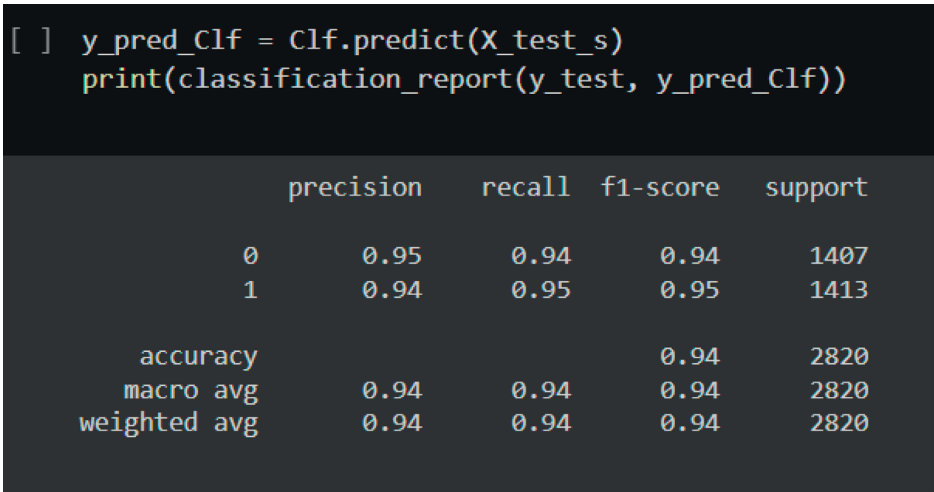 [ ] y_pred_Clf = Clf.predict(X_test_s)
print(classification_report(y_test, y_pred_Clf))
precision recall f1-score support
0 0.95 0.94 0.94 1407
1 0.94 0.95 0.95 1413
accuracy 0.94 2820
macro avg 0.94 0.94 0.94 2820
weighted avg 0.94 0.94 0.94 2820